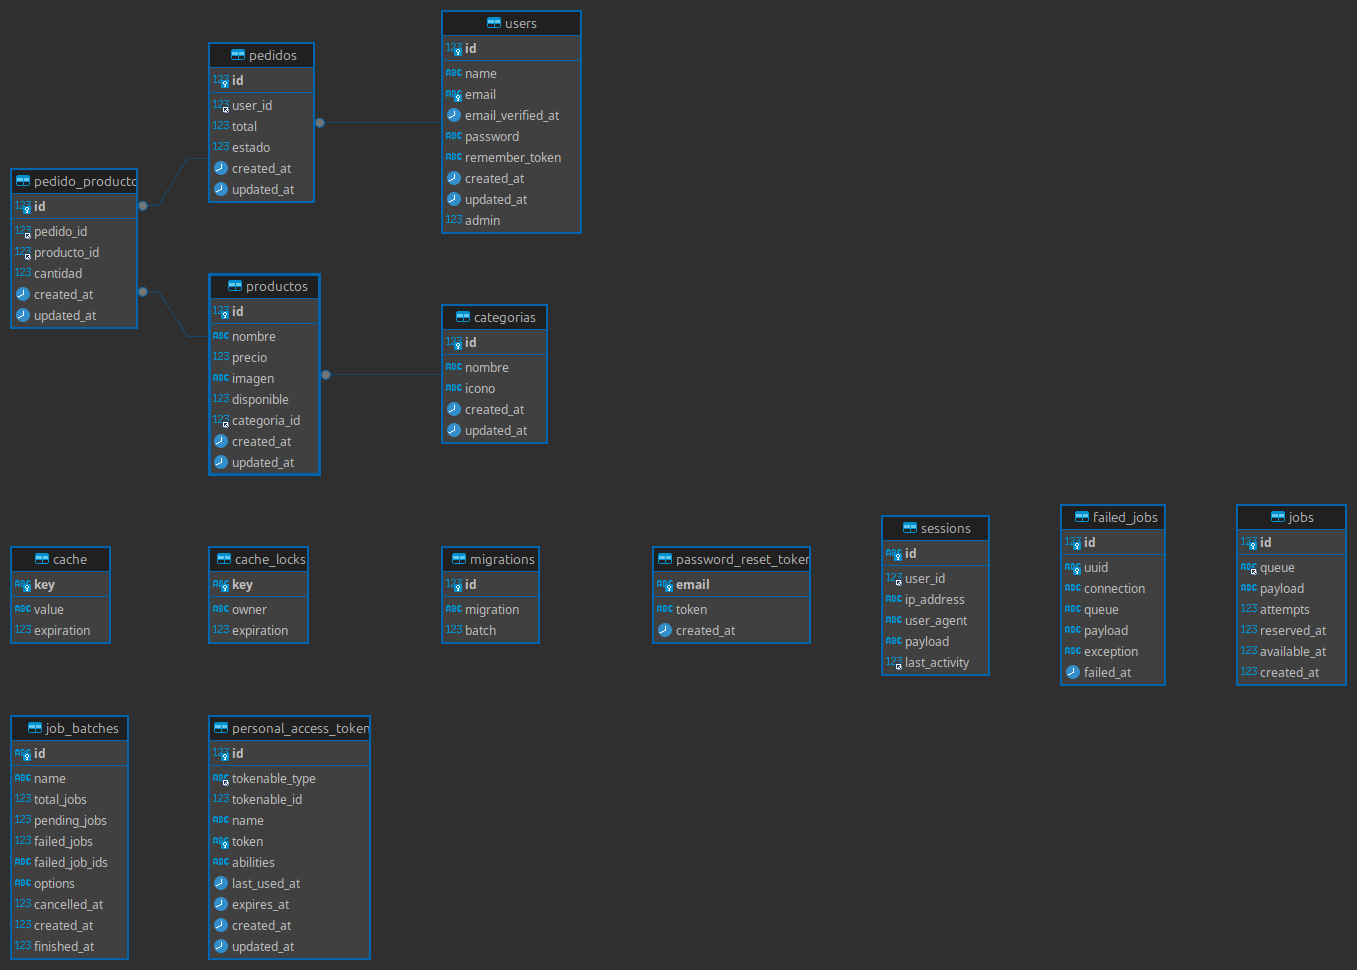 users
id
name
email
email_verified_at
password
remember_token
created_at
updated_at
admin
pedidos
id
user_id
total
estado
created_at
updated_at
pedido_producto
id
pedido_id
producto_id
cantidad
created_at
updated_at
productos
id
nombre
precio
imagen
disponible
categoria_id
created_at
updated_at
categorias
id
nombre
icono
created_at
updated_at
cache
key
value
expiration
cache_locks
key
owner
expiration
migrations
id
migration
batch
password_reset_token
email
token
created_at
sessions
id
user_id
ip_address
user_agent
payload
last_activity
failed_jobs
id
uuid
connection
queue
payload
exception
failed_at
jobs
id
queue
payload
attempts
reserved_at
available_at
created_at
job_batches
id
name
total_jobs
pending_jobs
failed_jobs
failed_job_ids
options
cancelled_at
created_at
finished_at
personal_access_token
id
tokenable_type
tokenable_id
name
token
abilities
last_used_at
expires_at
created_at
updated_at